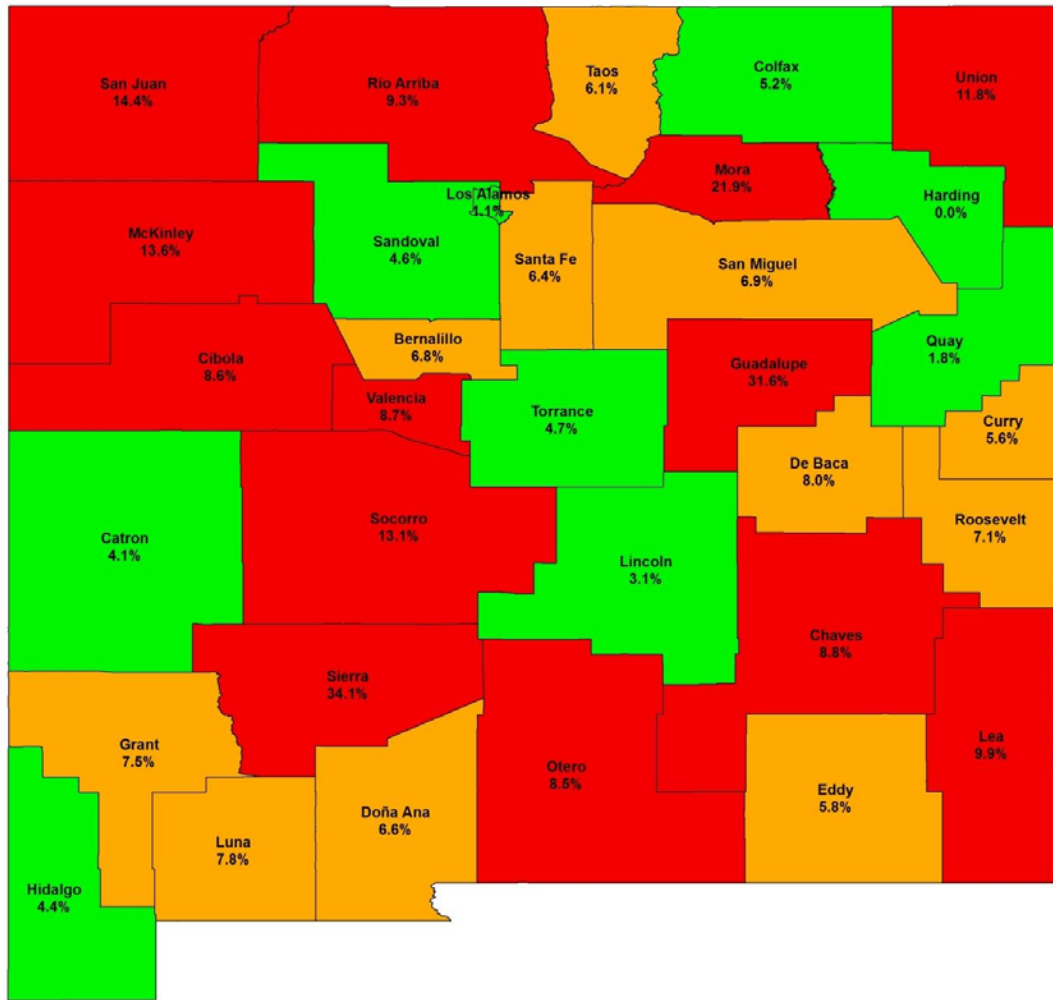 San Juan
14.4%
Rio Arriba
9.3%
Taos
6.1%
Colfax
5.2%
Union
11.8%
Mora
21.9%
Los Alamos
1.1%
Harding
0.0%
McKinley
13.6%
Sandoval
4.6%
Santa Fe
6.4%
San Miguel
6.9%
Bernalillo
6.8%
Quay
1.8%
Cibola
8.6%
Guadalupe
31.6%
Valencia
8.7%
Torrance
4.7%
Curry
5.6%
De Baca
8.0%
Socorro
13.1%
Roosevelt
7.1%
Catron
4.1%
Lincoln
3.1%
Chaves
8.8%
Sierra
34.1%
Grant
7.5%
Lea
9.9%
Otero
8.5%
Eddy
5.8%
Doña Ana
6.6%
Luna
7.8%
Hidalgo
4.4%